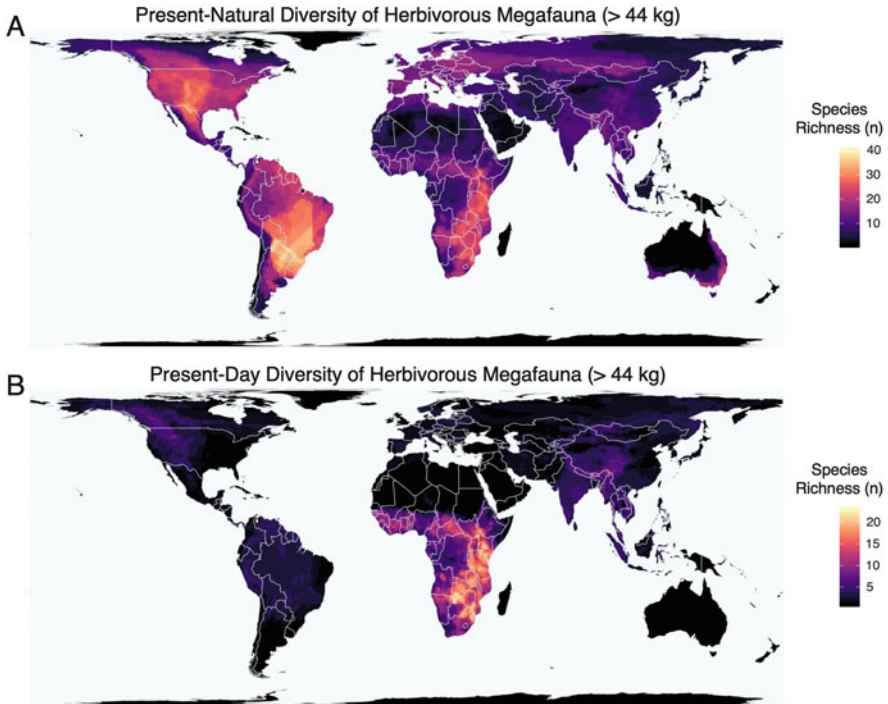 A
Present-Natural Diversity of Herbivorous Megafauna (> 44 kg)
Species
Richness (n)
40
30
20
10
B
Present-Day Diversity of Herbivorous Megafauna (> 44 kg)
Species
Richness (n)
20
15
10
5